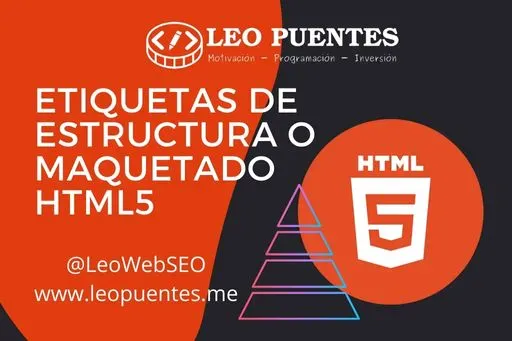 LEO PUENTES
Motivación – Programación – Inversión
ETIQUETAS DE
ESTRUCTURA O
MAQUETADO
HTML5
HTML
5
@LeoWebSEO
www.leopuentes.me